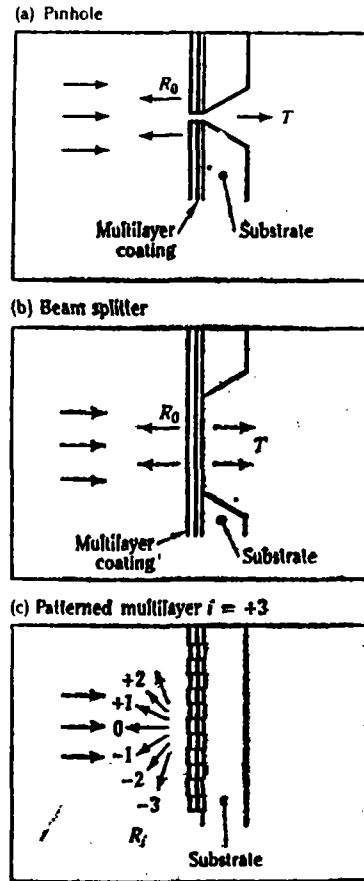 (a) Pinhole
R0
T
Multilayer
coating
Substrate
(b) Beam splitter
R0
T
Multilayer
coating
Substrate
(c) Patterned multilayer i = +3
+2
+1
0
-1
-2
-3
Ri
Substrate